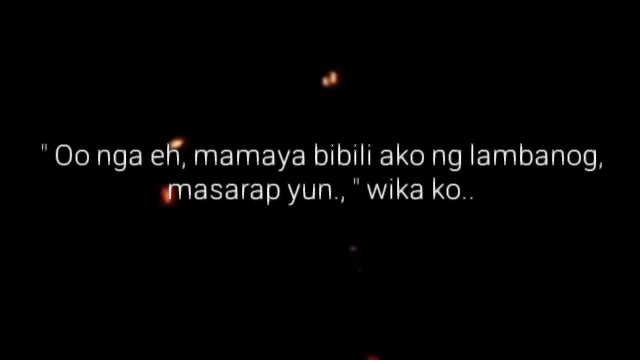 " Oo nga eh, mamaya bibili ako ng lambanog,
masarap yun., " wika ko..